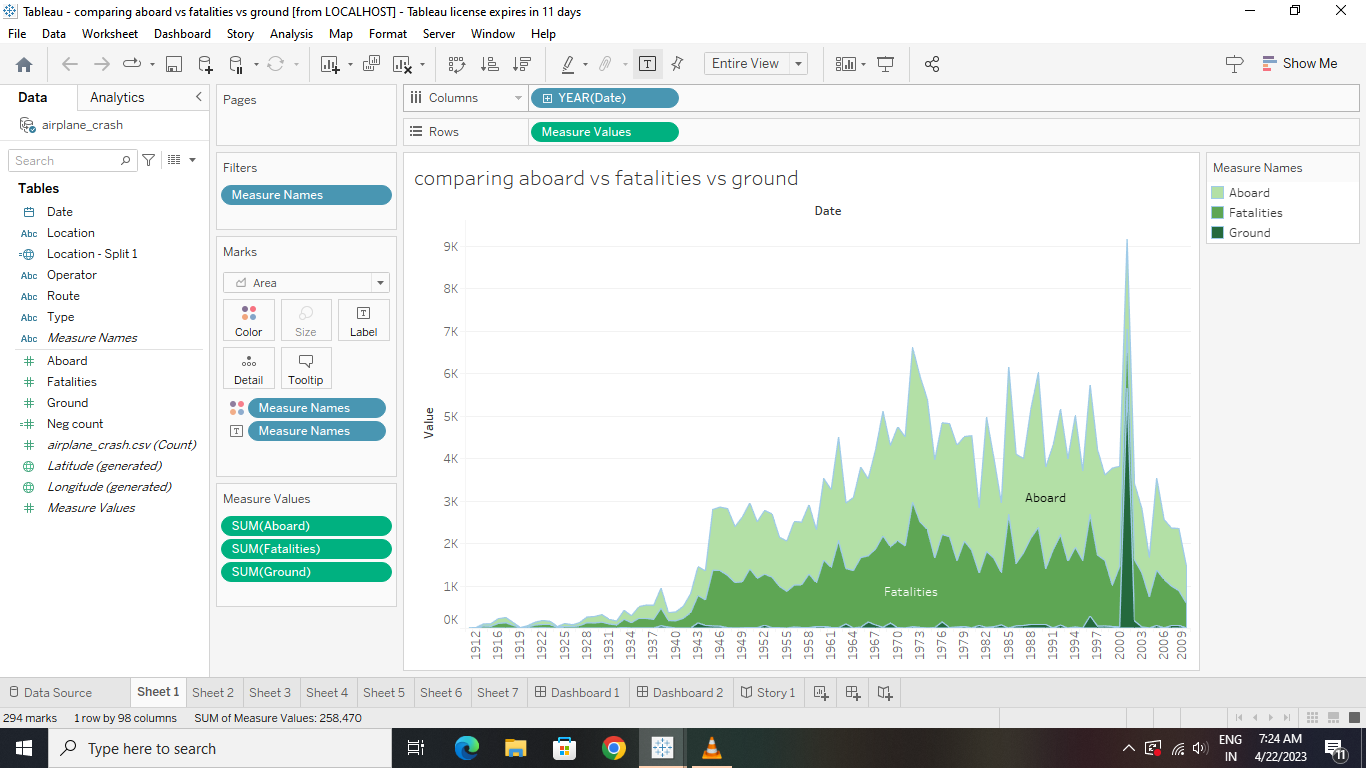 Tableau - comparing aboard vs fatalities vs ground [from LOCALHOST] - Tableau license expires in 11 days
File Data Worksheet Dashboard Story Analysis Map Format Server Window Help
Entire View
Show Me
Data Analytics
airplane_crash
Search
Tables
Date
Abc Location
Location - Split 1
Abc Operator
Abc Route
Abc Type
Abc Measure Names
# Aboard
# Fatalities
# Ground
=# Neg count
# airplane_crash.csv (Count)
Latitude (generated)
Longitude (generated)
# Measure Values
Pages
Filters
Measure Names
Marks
Area
Color Size Label
Detail Tooltip
Measure Names
Measure Names
Measure Values
SUM(Aboard)
SUM(Fatalities)
SUM(Ground)
Columns YEAR(Date)
Rows Measure Values
comparing aboard vs fatalities vs ground
Date
Value
9K
8K
7K
6K
5K
4K
3K
2K
1K
0K
Aboard
Fatalities
1912 1916 1919 1922 1925 1928 1931 1934 1937 1940 1943 1946 1949 1952 1955 1958 1961 1964 1967 1970 1973 1976 1979 1982 1985 1988 1991 1994 1997 2000 2003 2006 2009
Measure Names
Aboard
Fatalities
Ground
Data Source Sheet 1 Sheet 2 Sheet 3 Sheet 4 Sheet 5 Sheet 6 Sheet 7 Dashboard 1 Dashboard 2 Story 1
294 marks 1 row by 98 columns SUM of Measure Values: 258,470
Type here to search
ENG
IN
7:24 AM
4/22/2023
11